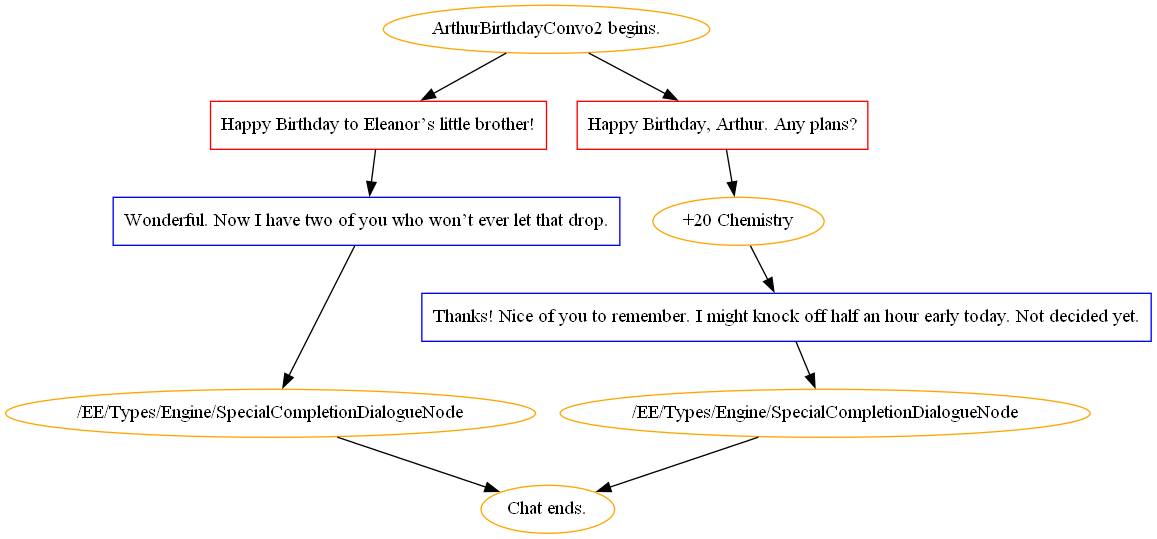 ArthurBirthdayConvo2 begins.
Happy Birthday to Eleanor’s little brother!
Happy Birthday, Arthur. Any plans?
Wonderful. Now I have two of you who won’t ever let that drop.
+20 Chemistry
Thanks! Nice of you to remember. I might knock off half an hour early today. Not decided yet.
/EE/Types/Engine/SpecialCompletionDialogueNode
/EE/Types/Engine/SpecialCompletionDialogueNode
Chat ends.